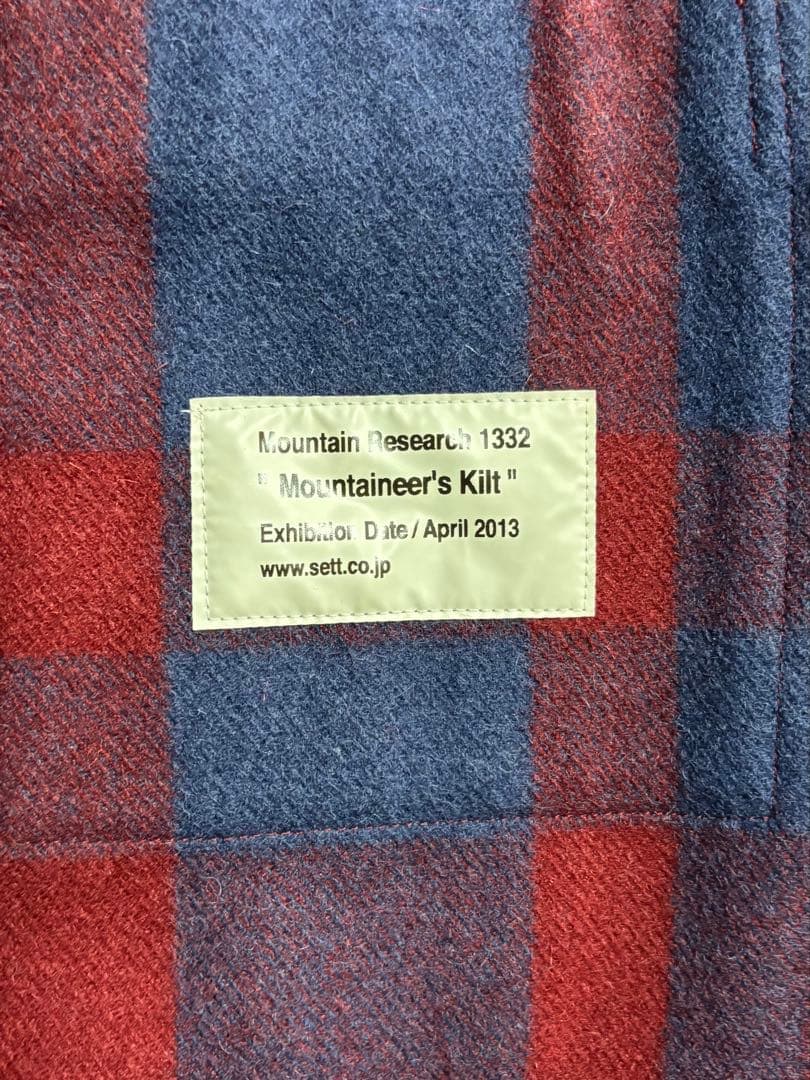 Mountain Research 1332
" Mountaineer's Kilt "
Exhibition Date / April 2013
www.sett.co.jp